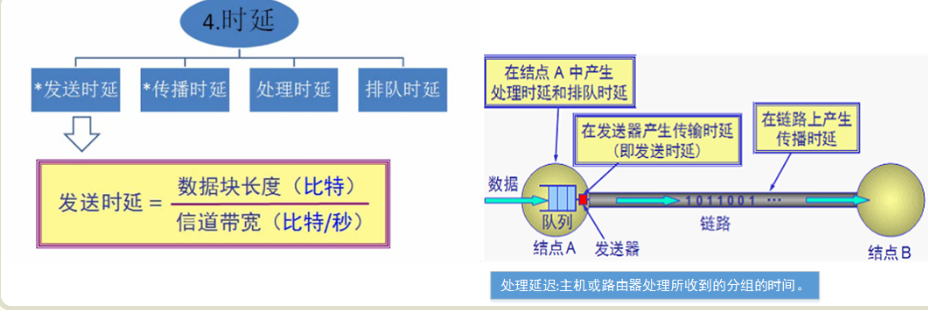 4.时延
*发送时延
*传播时延
处理时延
排队时延
发送时延 = 数据块长度（比特）
信道带宽（比特/秒）
在结点 A 中产生
处理时延和排队时延
在发送器产生传输时延
(即发送时延)
在链路上产生
传播时延
数据
1 0 1 1 0 0 1 ...
队列
链路
结点A
发送器
结点B
处理延迟:主机或路由器处理所收到的分组的时间。